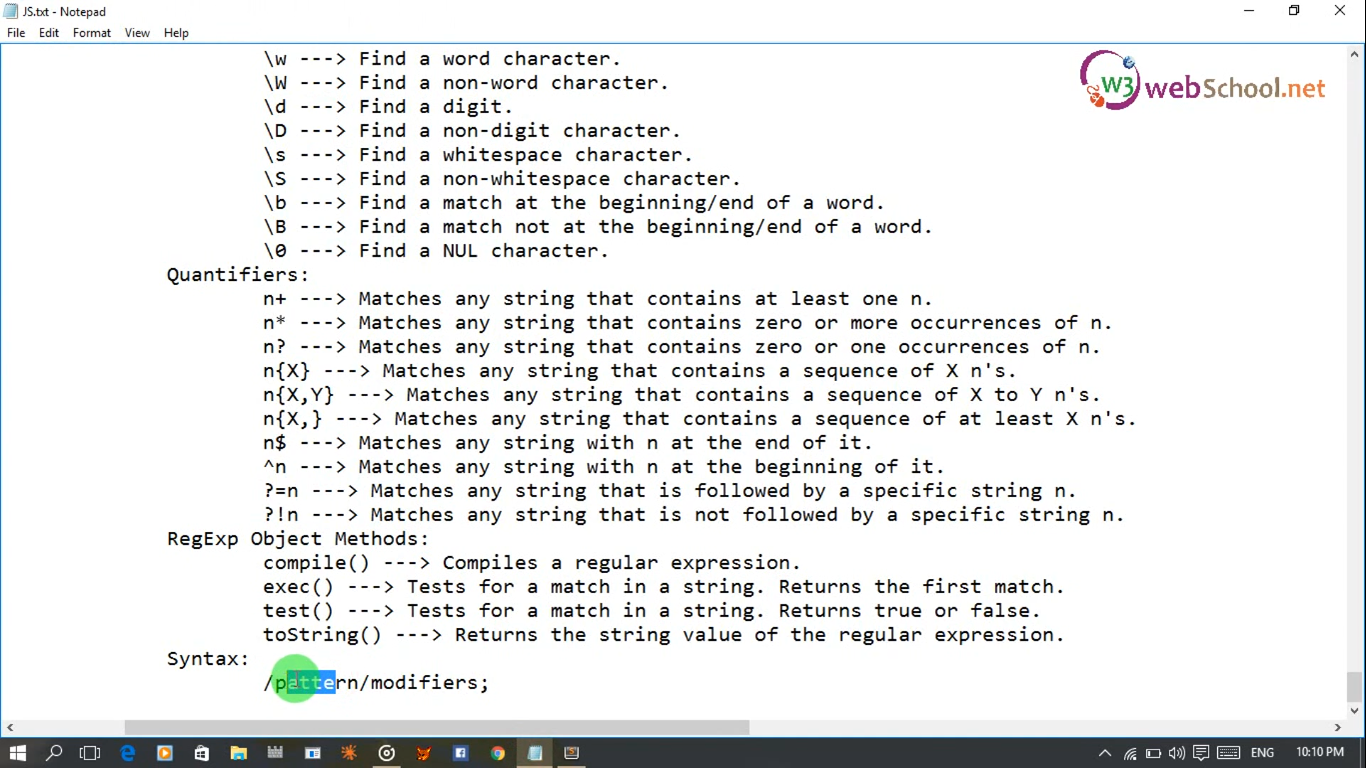 JS.txt - Notepad
File Edit Format View Help
\w ---> Find a word character.
\W ---> Find a non-word character.
\d ---> Find a digit.
\D ---> Find a non-digit character.
\s ---> Find a whitespace character.
\S ---> Find a non-whitespace character.
\b ---> Find a match at the beginning/end of a word.
\B ---> Find a match not at the beginning/end of a word.
\0 ---> Find a NUL character.
Quantifiers:
n+ ---> Matches any string that contains at least one n.
n* ---> Matches any string that contains zero or more occurrences of n.
n? ---> Matches any string that contains zero or one occurrences of n.
n{X} ---> Matches any string that contains a sequence of X n's.
n{X,Y} ---> Matches any string that contains a sequence of X to Y n's.
n{X,} ---> Matches any string that contains a sequence of at least X n's.
n$ ---> Matches any string with n at the end of it.
^n ---> Matches any string with n at the beginning of it.
?=n ---> Matches any string that is followed by a specific string n.
?!n ---> Matches any string that is not followed by a specific string n.
RegExp Object Methods:
compile() ---> Compiles a regular expression.
exec() ---> Tests for a match in a string. Returns the first match.
test() ---> Tests for a match in a string. Returns true or false.
toString() ---> Returns the string value of the regular expression.
Syntax:
/pattern/modifiers;
W3 webSchool.net
ENG 10:10 PM